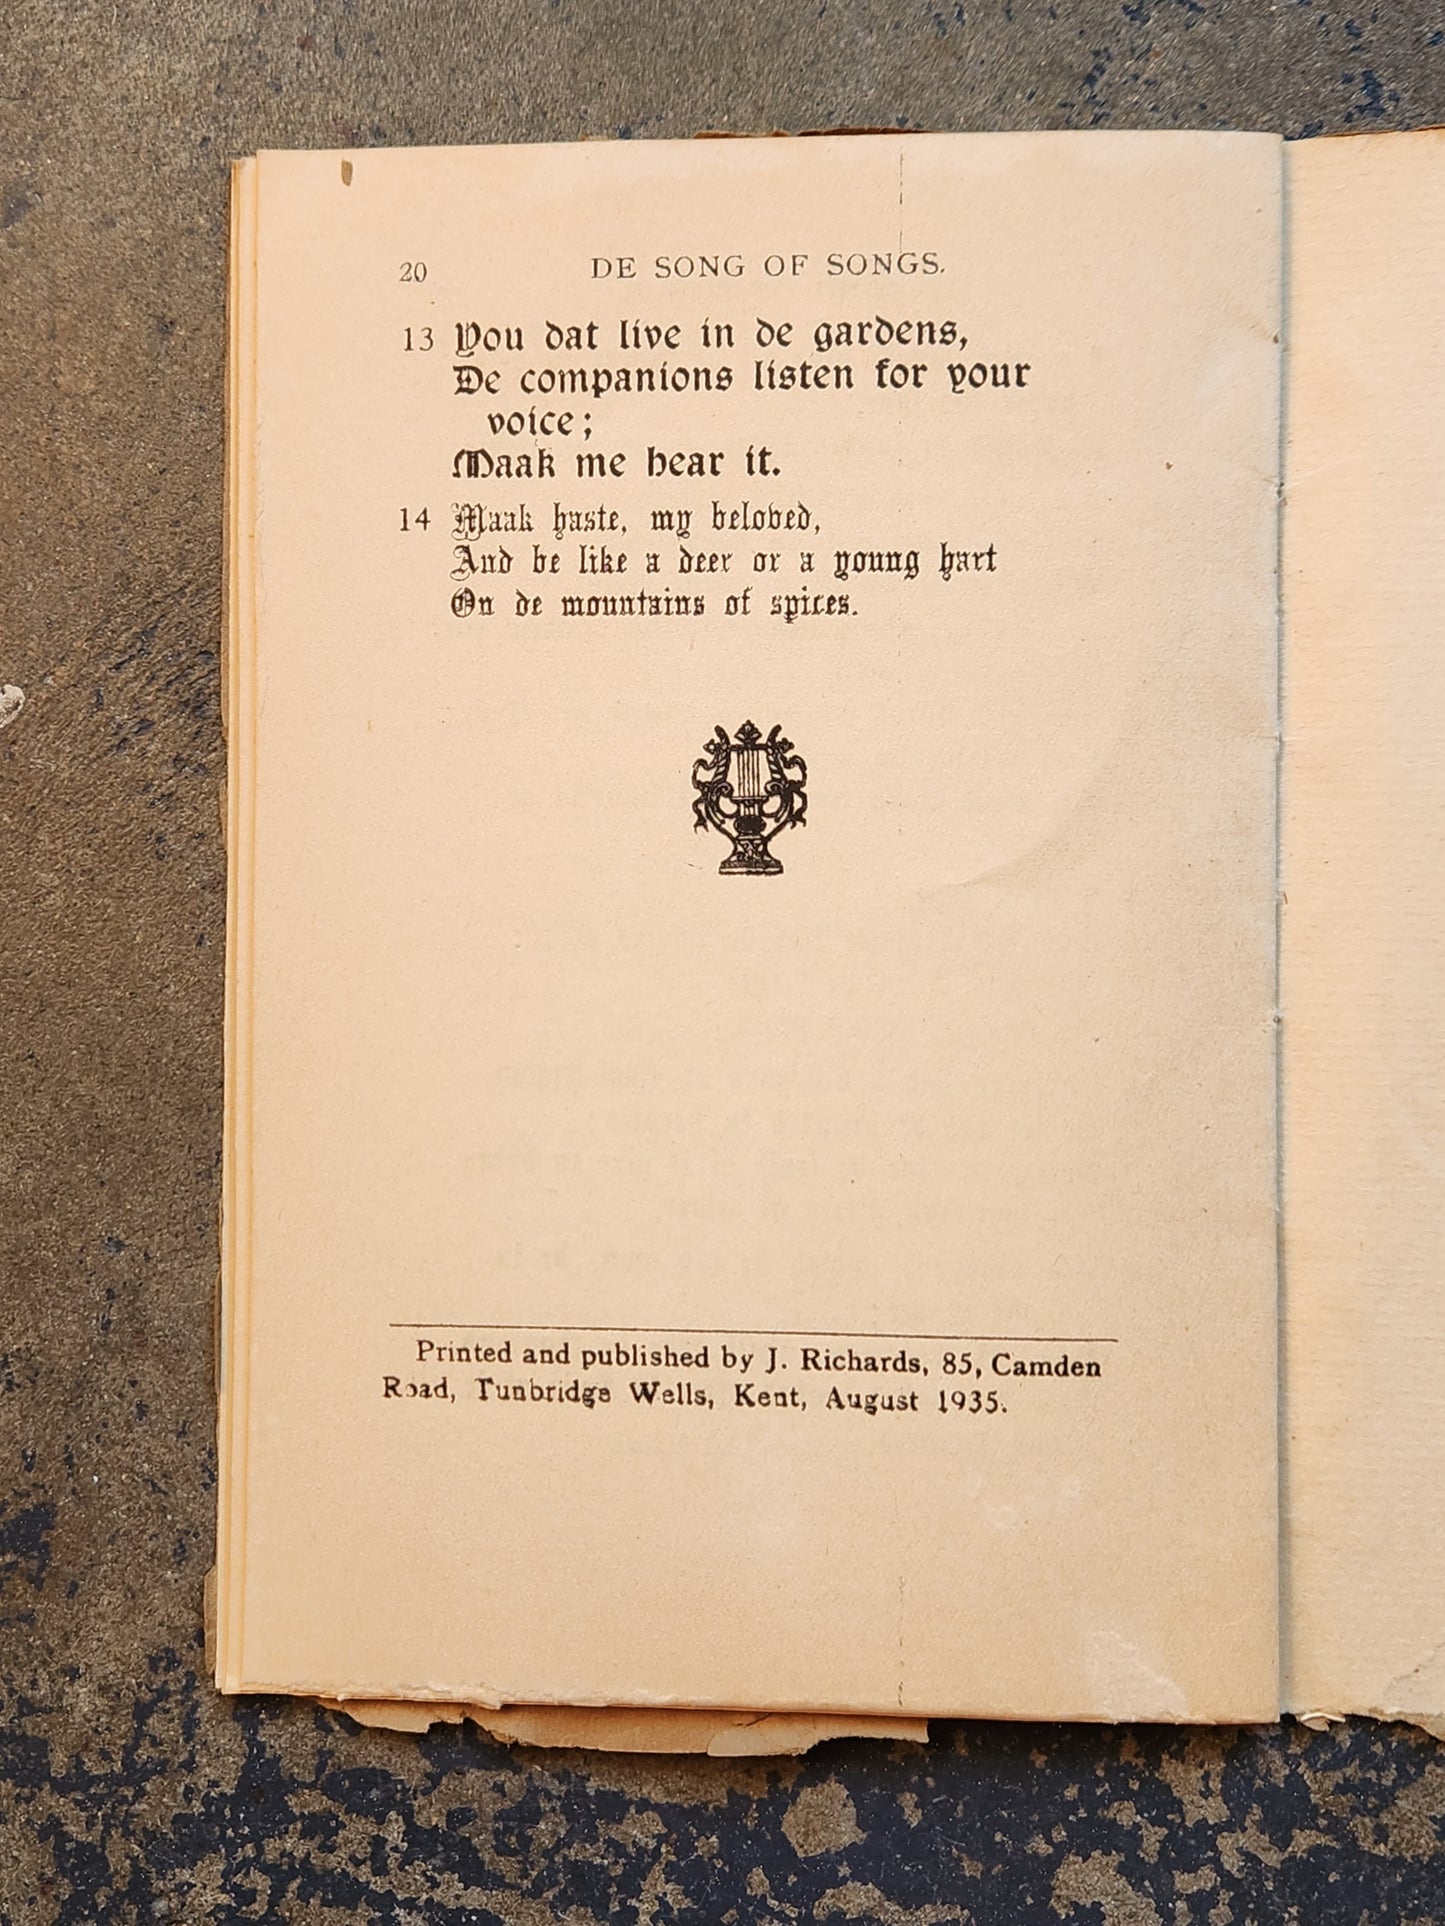 20 DE SONG OF SONGS.
13 You dat live in de gardens,
De companions listen for your
voice;
Maak me hear it.
14 Maak haste, my beloved,
And be like a deer or a young hart
On de mountains of spices.
Printed and published by J. Richards, 85, Camden
Road, Tunbridge Wells, Kent, August 1935.